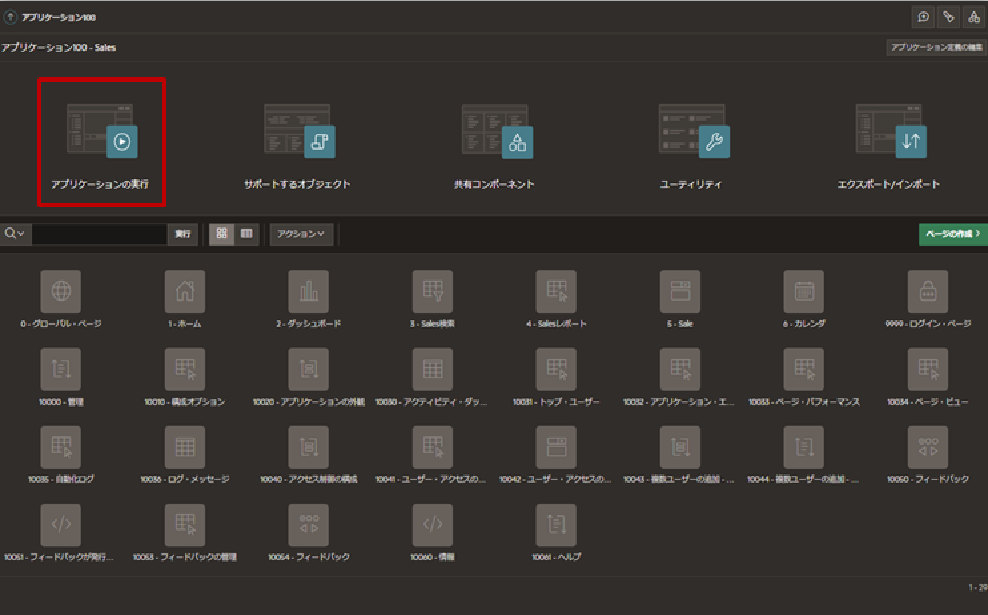 アプリケーション100
アプリケーション100 - Sales
アプリケーション定義の編集
アプリケーションの実行
サポートするオブジェクト
共有コンポーネント
ユーティリティ
エクスポート/インポート
実行
アクション
ページの作成
0 - グローバル・ページ
1 - ホーム
2 - ダッシュボード
3 - Sales検索
4 - Salesレポート
5 - Sale
6 - カレンダ
9999 - ログイン・ページ
10000 - 管理
10010 - 構成オプション
10020 - アプリケーションの外観
10030 - アクティビティ・ダッ...
10031 - トップ・ユーザー
10032 - アプリケーション・エ...
10033 - ページ・パフォーマンス
10034 - ページ・ビュー
10035 - 自動化ログ
10036 - ログ・メッセージ
10040 - アクセス制御の構成
10041 - ユーザー・アクセスの...
10042 - ユーザー・アクセスの...
10043 - 複数ユーザーの追加 - ...
10044 - 複数ユーザーの追加 - ...
10050 - フィードバック
10051 - フィードバックが発行...
10053 - フィードバックの管理
10054 - フィードバック
10060 - 情報
10061 - ヘルプ
1 - 29